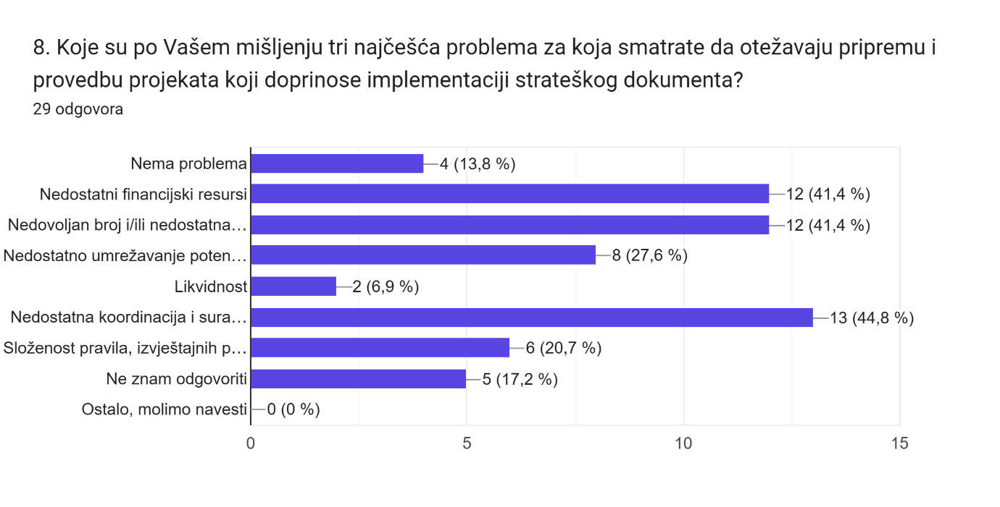 8. Koje su po Vašem mišljenju tri najčešća problema za koja smatrate da otežavaju pripremu i
provedbu projekata koji doprinose implementaciji strateškog dokumenta?
29 odgovora
Nema problema 4 (13,8 %)
Nedostatni financijski resursi 12 (41,4 %)
Nedovoljan broj i/ili nedostatna… 12 (41,4 %)
Nedostatno umrežavanje poten… 8 (27,6 %)
Likvidnost 2 (6,9 %)
Nedostatna koordinacija i sura… 13 (44,8 %)
Složenost pravila, izvještajnih p… 6 (20,7 %)
Ne znam odgovoriti 5 (17,2 %)
Ostalo, molimo navesti 0 (0 %)
0 5 10 15